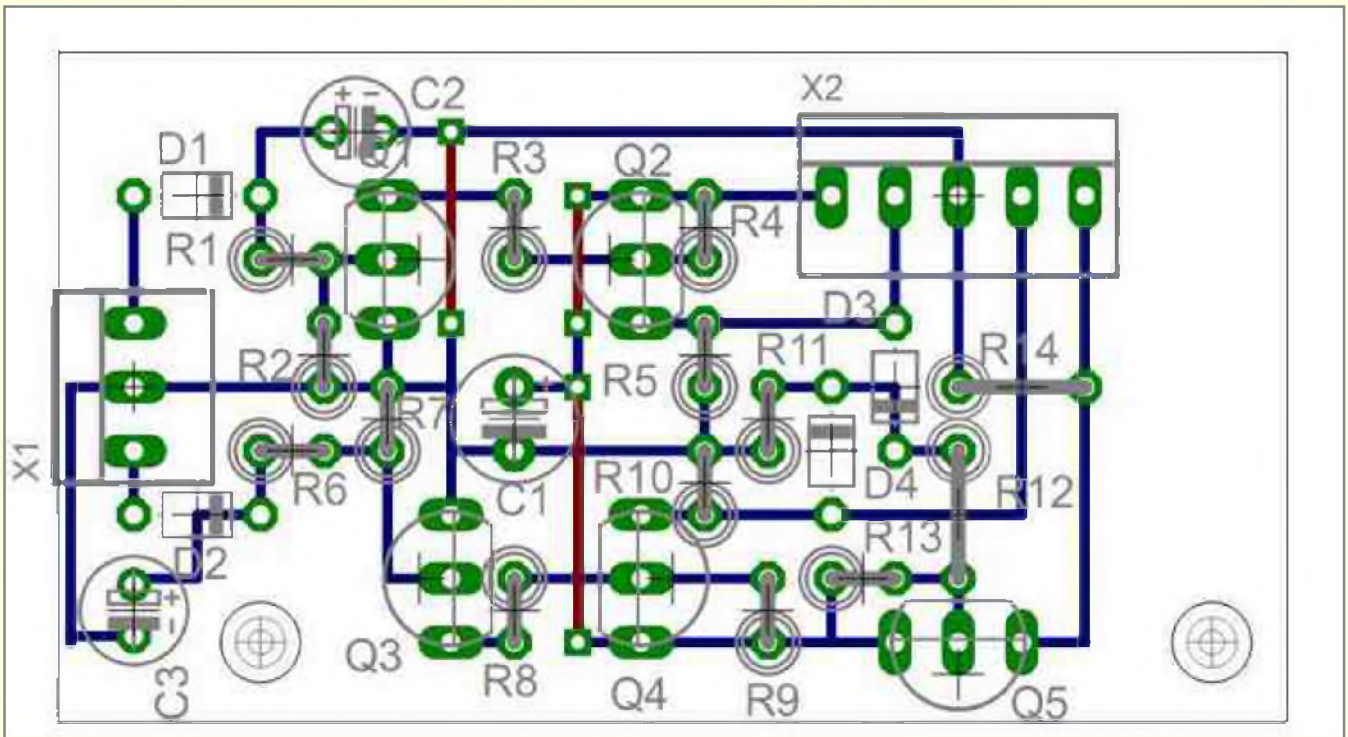 X2
+ -
C2
D1
Q1
R3
Q2
R4
R1
D3
R2
R5
R11
R14
+
R7
X1
R6
C1
R10
D4
R12
D2
R13
+
-
Q3
C3
R8
Q4
R9
Q5